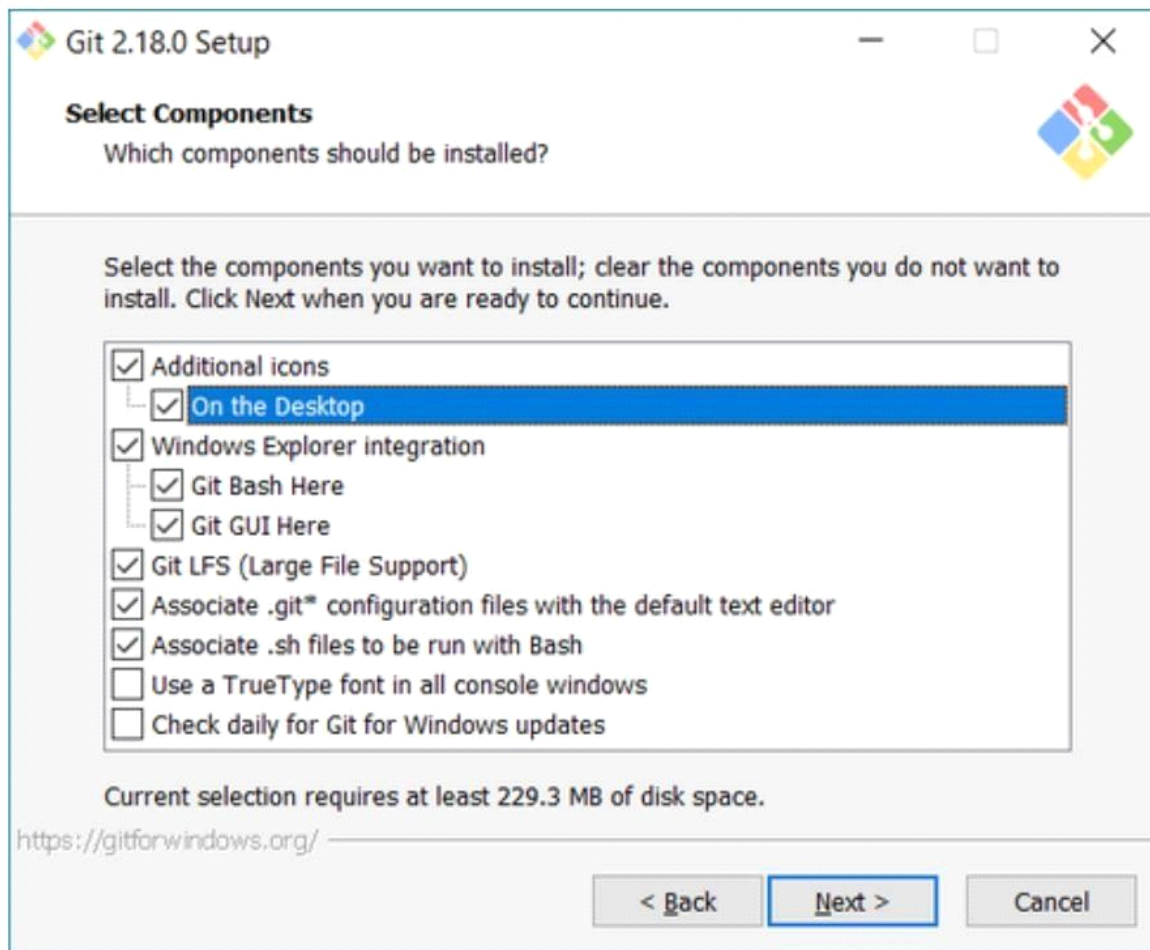 Git 2.18.0 Setup
Select Components
Which components should be installed?
Select the components you want to install; clear the components you do not want to
install. Click Next when you are ready to continue.
Additional icons
On the Desktop
Windows Explorer integration
Git Bash Here
Git GUI Here
Git LFS (Large File Support)
Associate .git* configuration files with the default text editor
Associate .sh files to be run with Bash
Use a TrueType font in all console windows
Check daily for Git for Windows updates
Current selection requires at least 229.3 MB of disk space.
https://gitforwindows.org/
< Back
Next >
Cancel